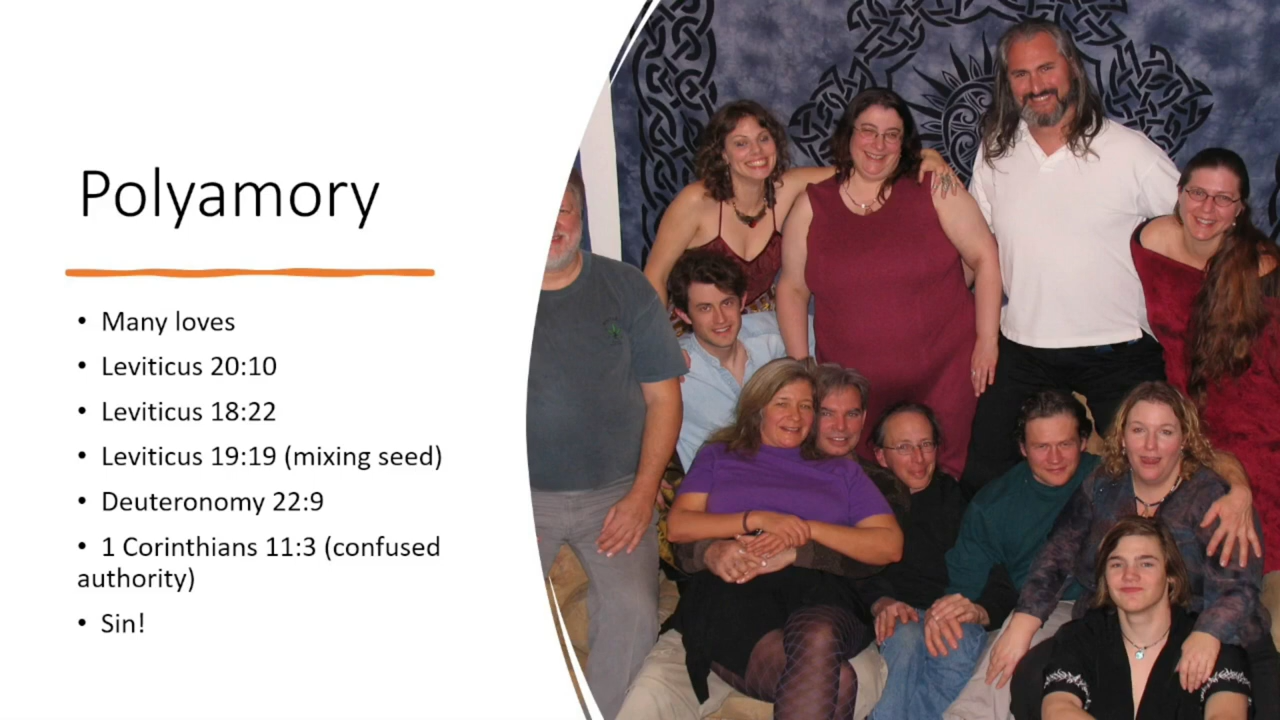 Polyamory
• Many loves
• Leviticus 20:10
• Leviticus 18:22
• Leviticus 19:19 (mixing seed)
• Deuteronomy 22:9
• 1 Corinthians 11:3 (confused
authority)
• Sin!